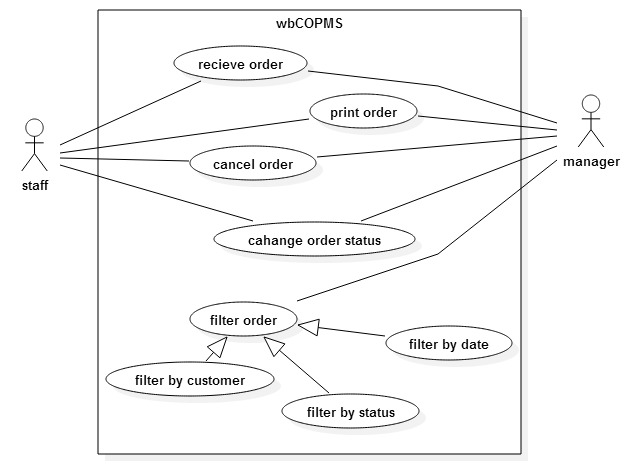 wbCOPMS
recieve order
print order
cancel order
staff
manager
cahange order status
filter order
filter by date
filter by customer
filter by status